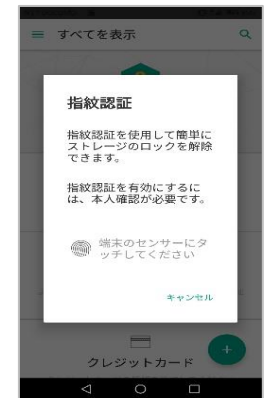 すべてを表示
指紋認証
指紋認証を使用して簡単に
ストレージのロックを解除
できます。
指紋認証を有効にするに
は、本人確認が必要です。
端末のセンサーにタ
ッチしてください
キャンセル
クレジットカード